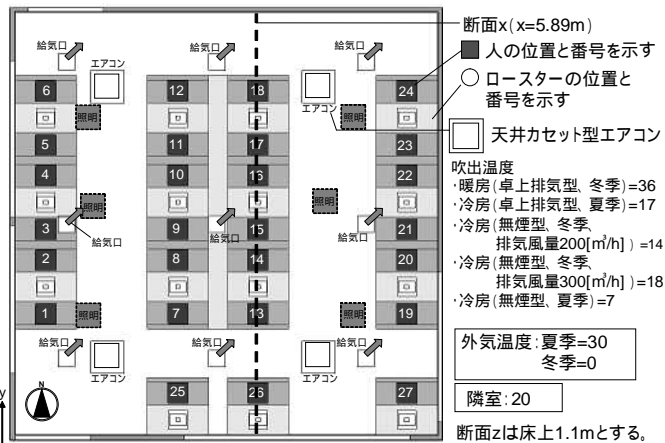 給気口
給気口
給気口
エアコン
エアコン
6
12
18
24
照明
照明
5
11
17
23
4
10
16
22
照明
照明
3
9
15
21
給気口
給気口
給気口
2
8
14
20
1
7
13
19
照明
照明
給気口
給気口
給気口
エアコン
エアコン
25
26
27
y
N
断面x(x=5.89m)
人の位置と番号を示す
ロースターの位置と
番号を示す
天井カセット型エアコン
吹出温度
･暖房(卓上排気型、冬季)=36
･冷房(卓上排気型、夏季)=17
･冷房(無煙型、冬季、
排気風量200[㎥/h] ) =14
･冷房(無煙型、冬季、
排気風量300[㎥/h] )=18
･冷房(無煙型、夏季)=7
外気温度:夏季=30
冬季=0
隣室:20
断面zは床上1.1mとする。